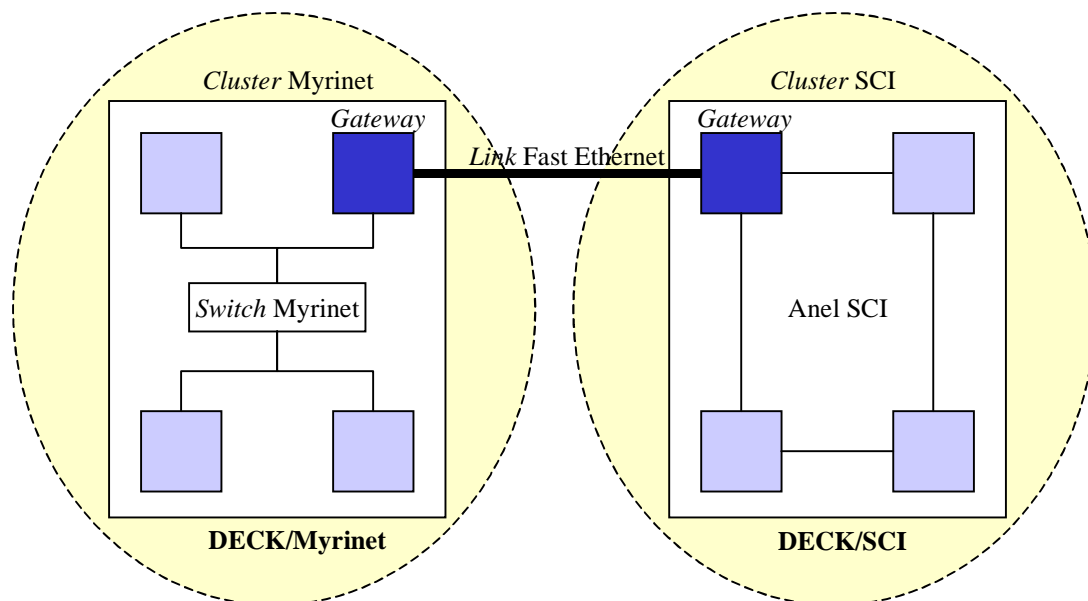 Cluster Myrinet
Gateway
Switch Myrinet
DECK/Myrinet
Link Fast Ethernet
Cluster SCI
Gateway
Anel SCI
DECK/SCI